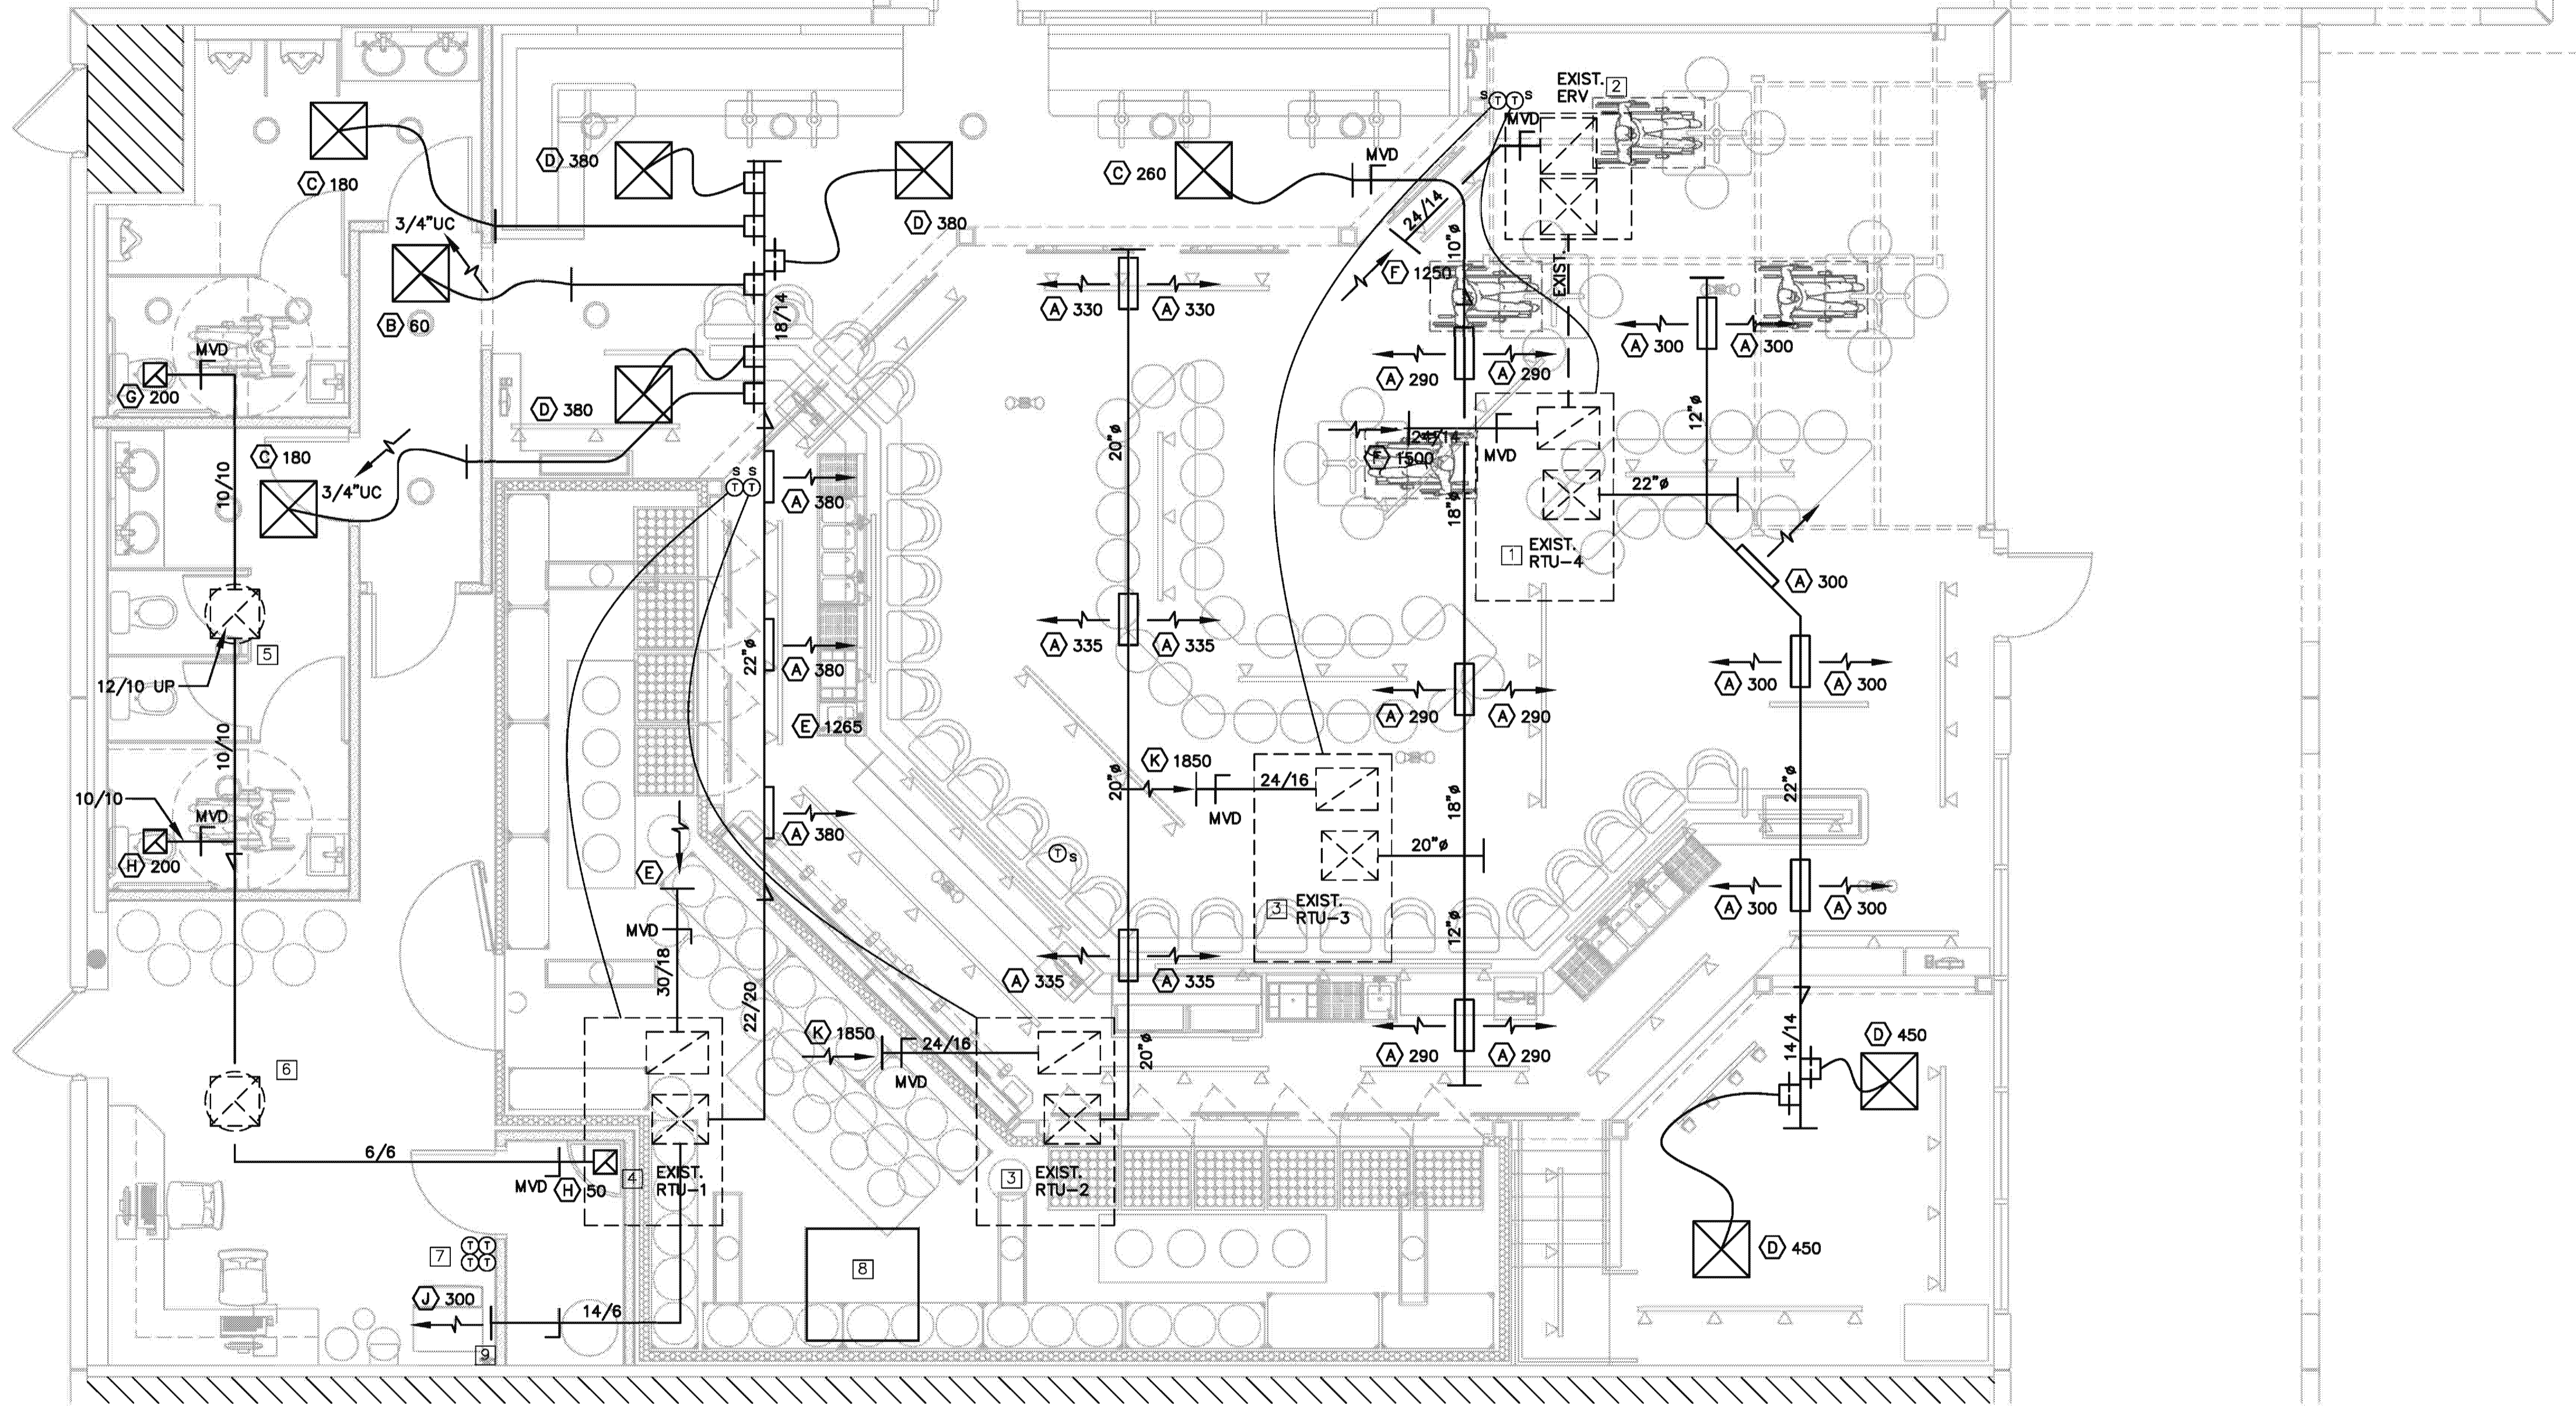 EXIST. 2
ERV
S T T S
MVD
MVD
D 380
C 260
C 180
3/4"UC
D 380
24/14
10"ø
EXIST.
F 1250
B 60
18/14
A 330 A 330
A 300 A 300
MVD
A 290 A 290
G 200
D 380
12"ø
20"ø
24/14
C 180
F 1500 MVD
10/10
3/4"UC
S S
T T
22"ø
A 380
18"ø
1 EXIST.
RTU-4
A 300
5
A 335 A 335
22"ø
A 380
12/10 UP
A 300 A 300
A 290 A 290
E 1265
10/10
K 1850
20"ø
24/16
18"ø
22"ø
10/10
MVD
MVD
A 380
H 200
E
T S
20"ø
3 EXIST.
RTU-3
A 300 A 300
MVD
12"ø
30/18
A 335 A 335
22/20
K 1850
24/16
MVD
20"ø
A 290 A 290
14/14
D 450
6
6/6
MVD H 50
4 EXIST.
RTU-1
3 EXIST.
RTU-2
7 T T
T T
8
D 450
J 300
14/6
9